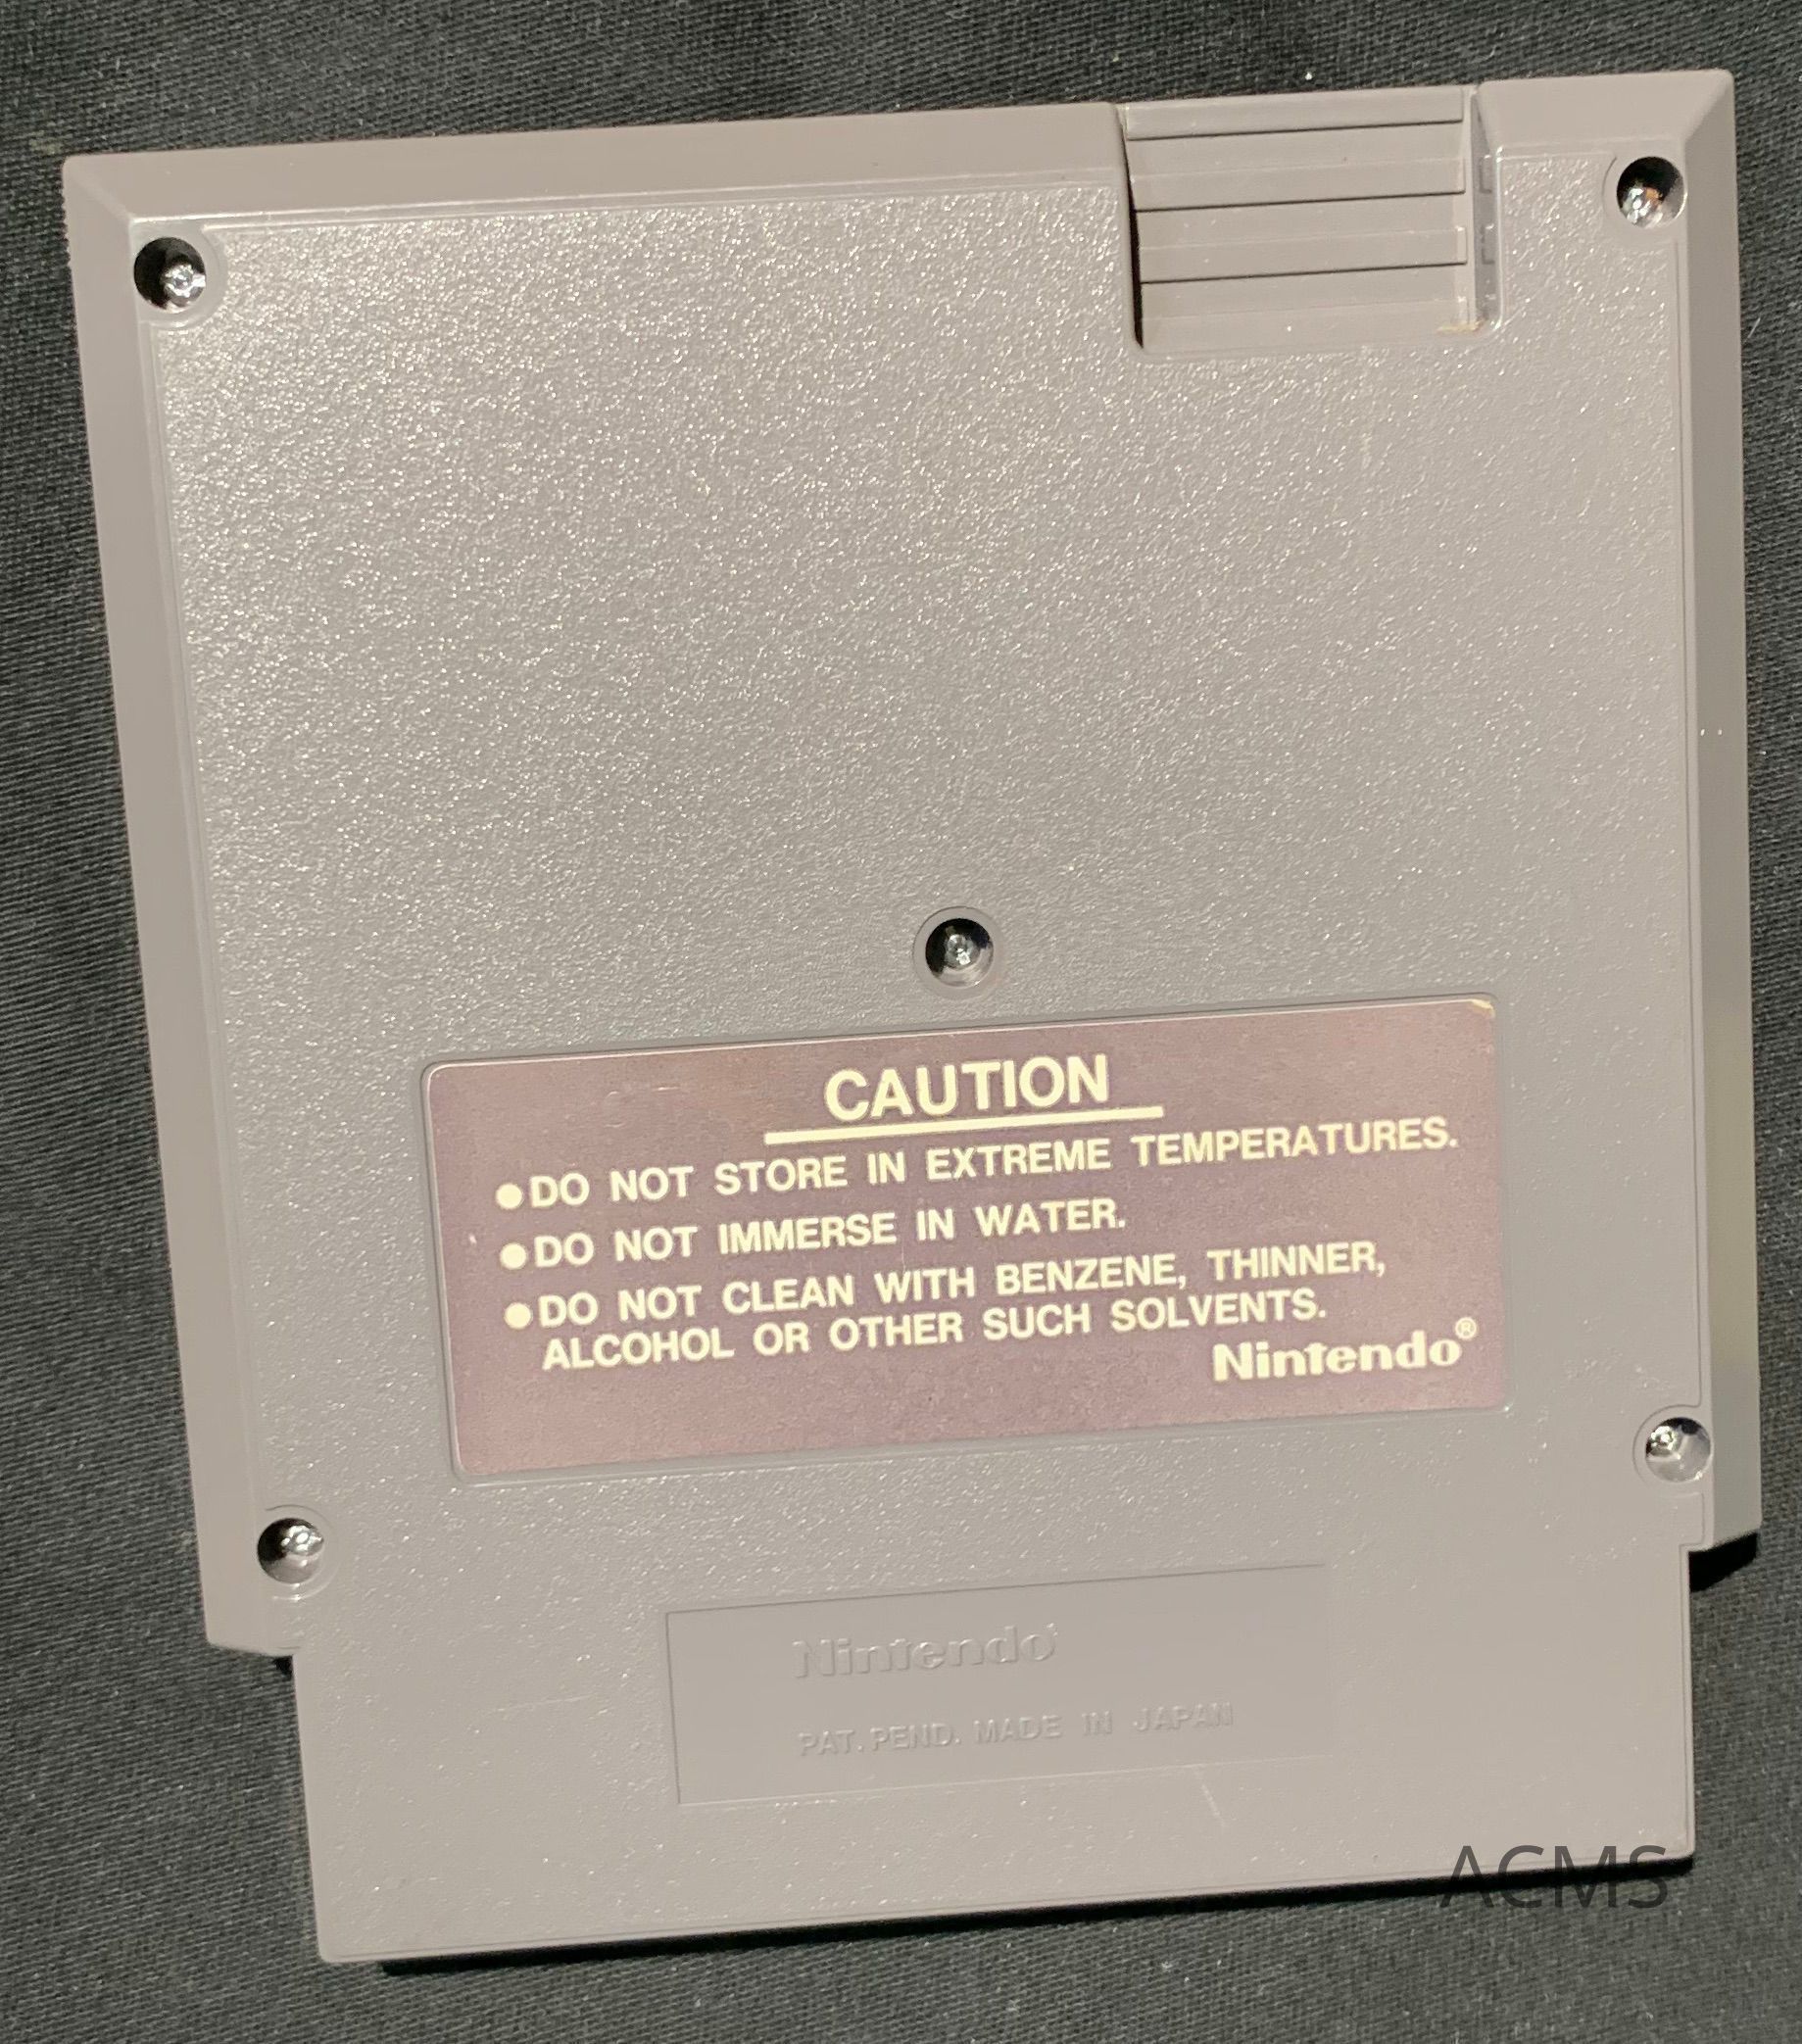 CAUTION
●DO NOT STORE IN EXTREME TEMPERATURES.
●DO NOT IMMERSE IN WATER.
●DO NOT CLEAN WITH BENZENE, THINNER,
ALCOHOL OR OTHER SUCH SOLVENTS.
Nintendo®
Nintendo
PAT. PEND. MADE IN JAPAN
ACMS